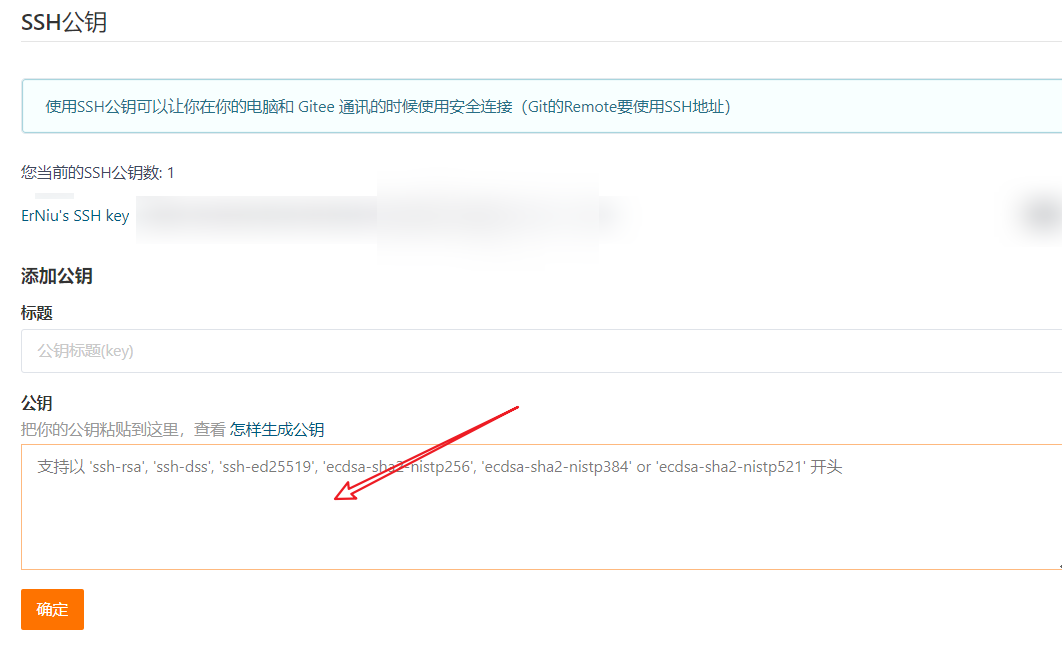 SSH公钥
使用SSH公钥可以让你在你的电脑和 Gitee 通讯的时候使用安全连接（Git的Remote要使用SSH地址）
您当前的SSH公钥数: 1
ErNiu's SSH key
添加公钥
标题
公钥标题(key)
公钥
把你的公钥粘贴到这里，查看 怎样生成公钥
支持以 'ssh-rsa', 'ssh-dss', 'ssh-ed25519', 'ecdsa-sha2-nistp256', 'ecdsa-sha2-nistp384' or 'ecdsa-sha2-nistp521' 开头
确定